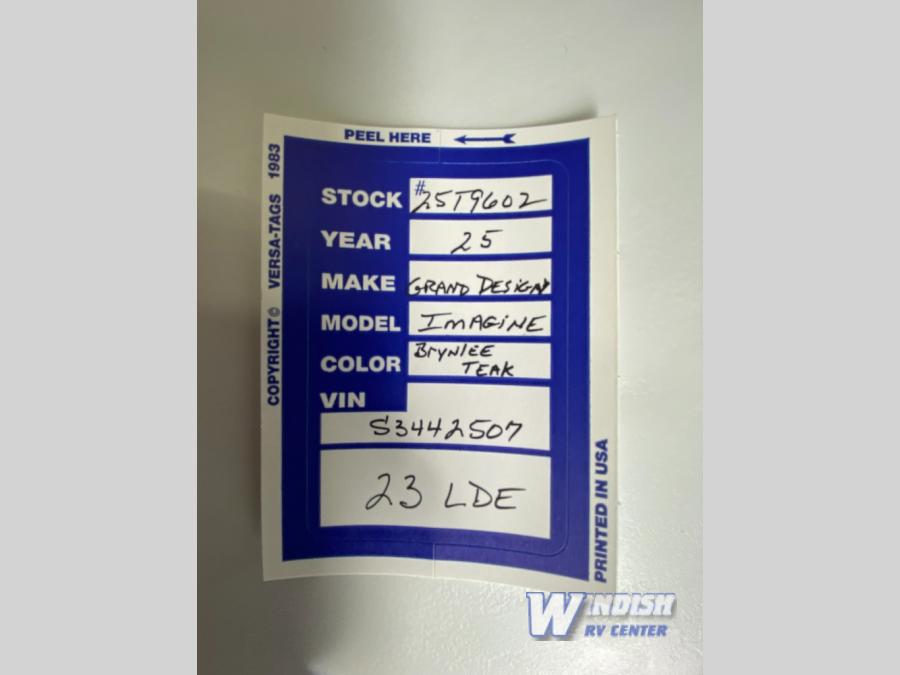 PEEL HERE
COPYRIGHT© VERSA-TAGS 1983
STOCK #25T9602
YEAR 25
MAKE GRAND DESIGN
MODEL IMAGINE
COLOR BrynlEE
TEAK
VIN
S3442507
23 LDE
PRINTED IN USA
WINDISH
RV CENTER